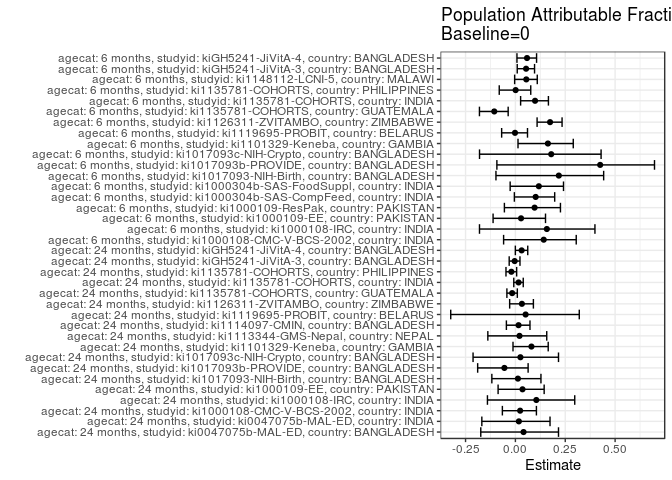 Population Attributable Fracti
Baseline=0
agecat: 6 months, studyid: kiGH5241-JiVitA-4, country: BANGLADESH
agecat: 6 months, studyid: kiGH5241-JiVitA-3, country: BANGLADESH
agecat: 6 months, studyid: ki1148112-LCNI-5, country: MALAWI
agecat: 6 months, studyid: ki1135781-COHORTS, country: PHILIPPINES
agecat: 6 months, studyid: ki1135781-COHORTS, country: INDIA
agecat: 6 months, studyid: ki1135781-COHORTS, country: GUATEMALA
agecat: 6 months, studyid: ki1126311-ZVITAMBO, country: ZIMBABWE
agecat: 6 months, studyid: ki1119695-PROBIT, country: BELARUS
agecat: 6 months, studyid: ki1101329-Keneba, country: GAMBIA
agecat: 6 months, studyid: ki1017093c-NIH-Crypto, country: BANGLADESH
agecat: 6 months, studyid: ki1017093b-PROVIDE, country: BANGLADESH
agecat: 6 months, studyid: ki1017093-NIH-Birth, country: BANGLADESH
agecat: 6 months, studyid: ki1000304b-SAS-FoodSuppl, country: INDIA
agecat: 6 months, studyid: ki1000304b-SAS-CompFeed, country: INDIA
agecat: 6 months, studyid: ki1000109-ResPak, country: PAKISTAN
agecat: 6 months, studyid: ki1000109-EE, country: PAKISTAN
agecat: 6 months, studyid: ki1000108-IRC, country: INDIA
agecat: 6 months, studyid: ki1000108-CMC-V-BCS-2002, country: INDIA
agecat: 24 months, studyid: kiGH5241-JiVitA-4, country: BANGLADESH
agecat: 24 months, studyid: kiGH5241-JiVitA-3, country: BANGLADESH
agecat: 24 months, studyid: ki1135781-COHORTS, country: PHILIPPINES
agecat: 24 months, studyid: ki1135781-COHORTS, country: INDIA
agecat: 24 months, studyid: ki1135781-COHORTS, country: GUATEMALA
agecat: 24 months, studyid: ki1126311-ZVITAMBO, country: ZIMBABWE
agecat: 24 months, studyid: ki1119695-PROBIT, country: BELARUS
agecat: 24 months, studyid: ki1114097-CMIN, country: BANGLADESH
agecat: 24 months, studyid: ki1113344-GMS-Nepal, country: NEPAL
agecat: 24 months, studyid: ki1101329-Keneba, country: GAMBIA
agecat: 24 months, studyid: ki1017093c-NIH-Crypto, country: BANGLADESH
agecat: 24 months, studyid: ki1017093b-PROVIDE, country: BANGLADESH
agecat: 24 months, studyid: ki1017093-NIH-Birth, country: BANGLADESH
agecat: 24 months, studyid: ki1000109-EE, country: PAKISTAN
agecat: 24 months, studyid: ki1000108-IRC, country: INDIA
agecat: 24 months, studyid: ki1000108-CMC-V-BCS-2002, country: INDIA
agecat: 24 months, studyid: ki0047075b-MAL-ED, country: INDIA
agecat: 24 months, studyid: ki0047075b-MAL-ED, country: BANGLADESH
-0.25 0.00 0.25 0.50
Estimate